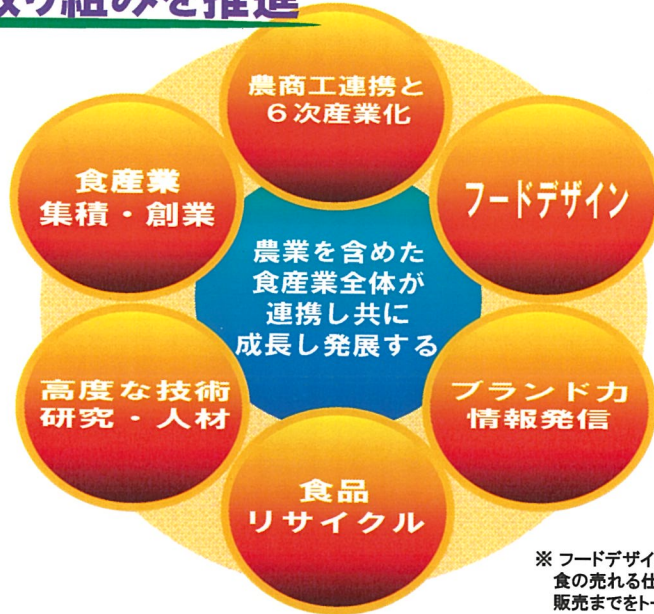 取り組みを推進
農商工連携と
６次産業化
食産業
集積・創業
フードデザイン
農業を含めた
食産業全体が
連携し共に
成長し発展する
高度な技術
研究・人材
ブランド力
情報発信
食品
リサイクル
※ フードデザイ
食の売れる仕
販売までをト